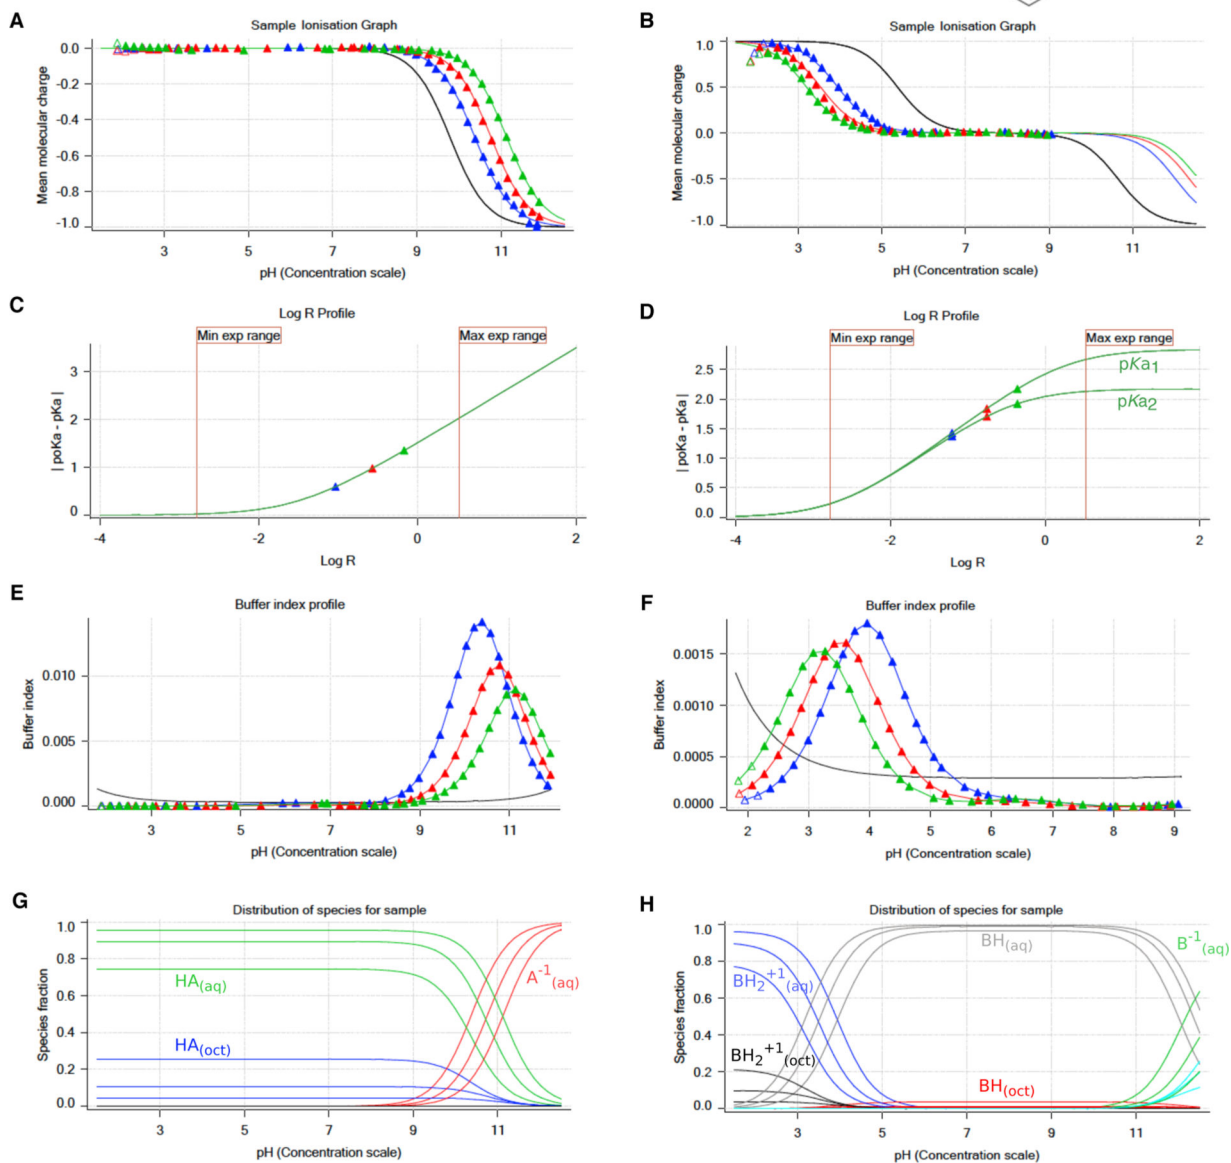 A
Sample Ionisation Graph
0.0
-0.2
-0.4
-0.6
-0.8
-1.0
Mean molecular charge
3 5 7 9 11
pH (Concentration scale)
B
Sample Ionisation Graph
1.0
0.5
0.0
-0.5
-1.0
Mean molecular charge
3 5 7 9 11
pH (Concentration scale)
C
Log R Profile
Min exp range
Max exp range
3
2
1
0
| poKa - pKa |
-4 -2 0 2
Log R
D
Log R Profile
Min exp range
Max exp range
2.5
2.0
1.5
1.0
0.5
0.0
| poKa - pKa |
pKa1
pKa2
-4 -2 0 2
Log R
E
Buffer index profile
0.010
0.005
0.000
Buffer index
3 5 7 9 11
pH (Concentration scale)
F
Buffer index profile
0.0015
0.0010
0.0005
0.0000
Buffer index
2 3 4 5 6 7 8 9
pH (Concentration scale)
G
Distribution of species for sample
1.0
0.8
0.6
0.4
0.2
0.0
Species fraction
HA(aq)
A-1(aq)
HA(oct)
3 5 7 9 11
pH (Concentration scale)
H
Distribution of species for sample
1.0
0.8
0.6
0.4
0.2
0.0
Species fraction
BH(aq)
B-1(aq)
BH2+1(aq)
BH2+1(oct)
BH(oct)
3 5 7 9 11
pH (Concentration scale)